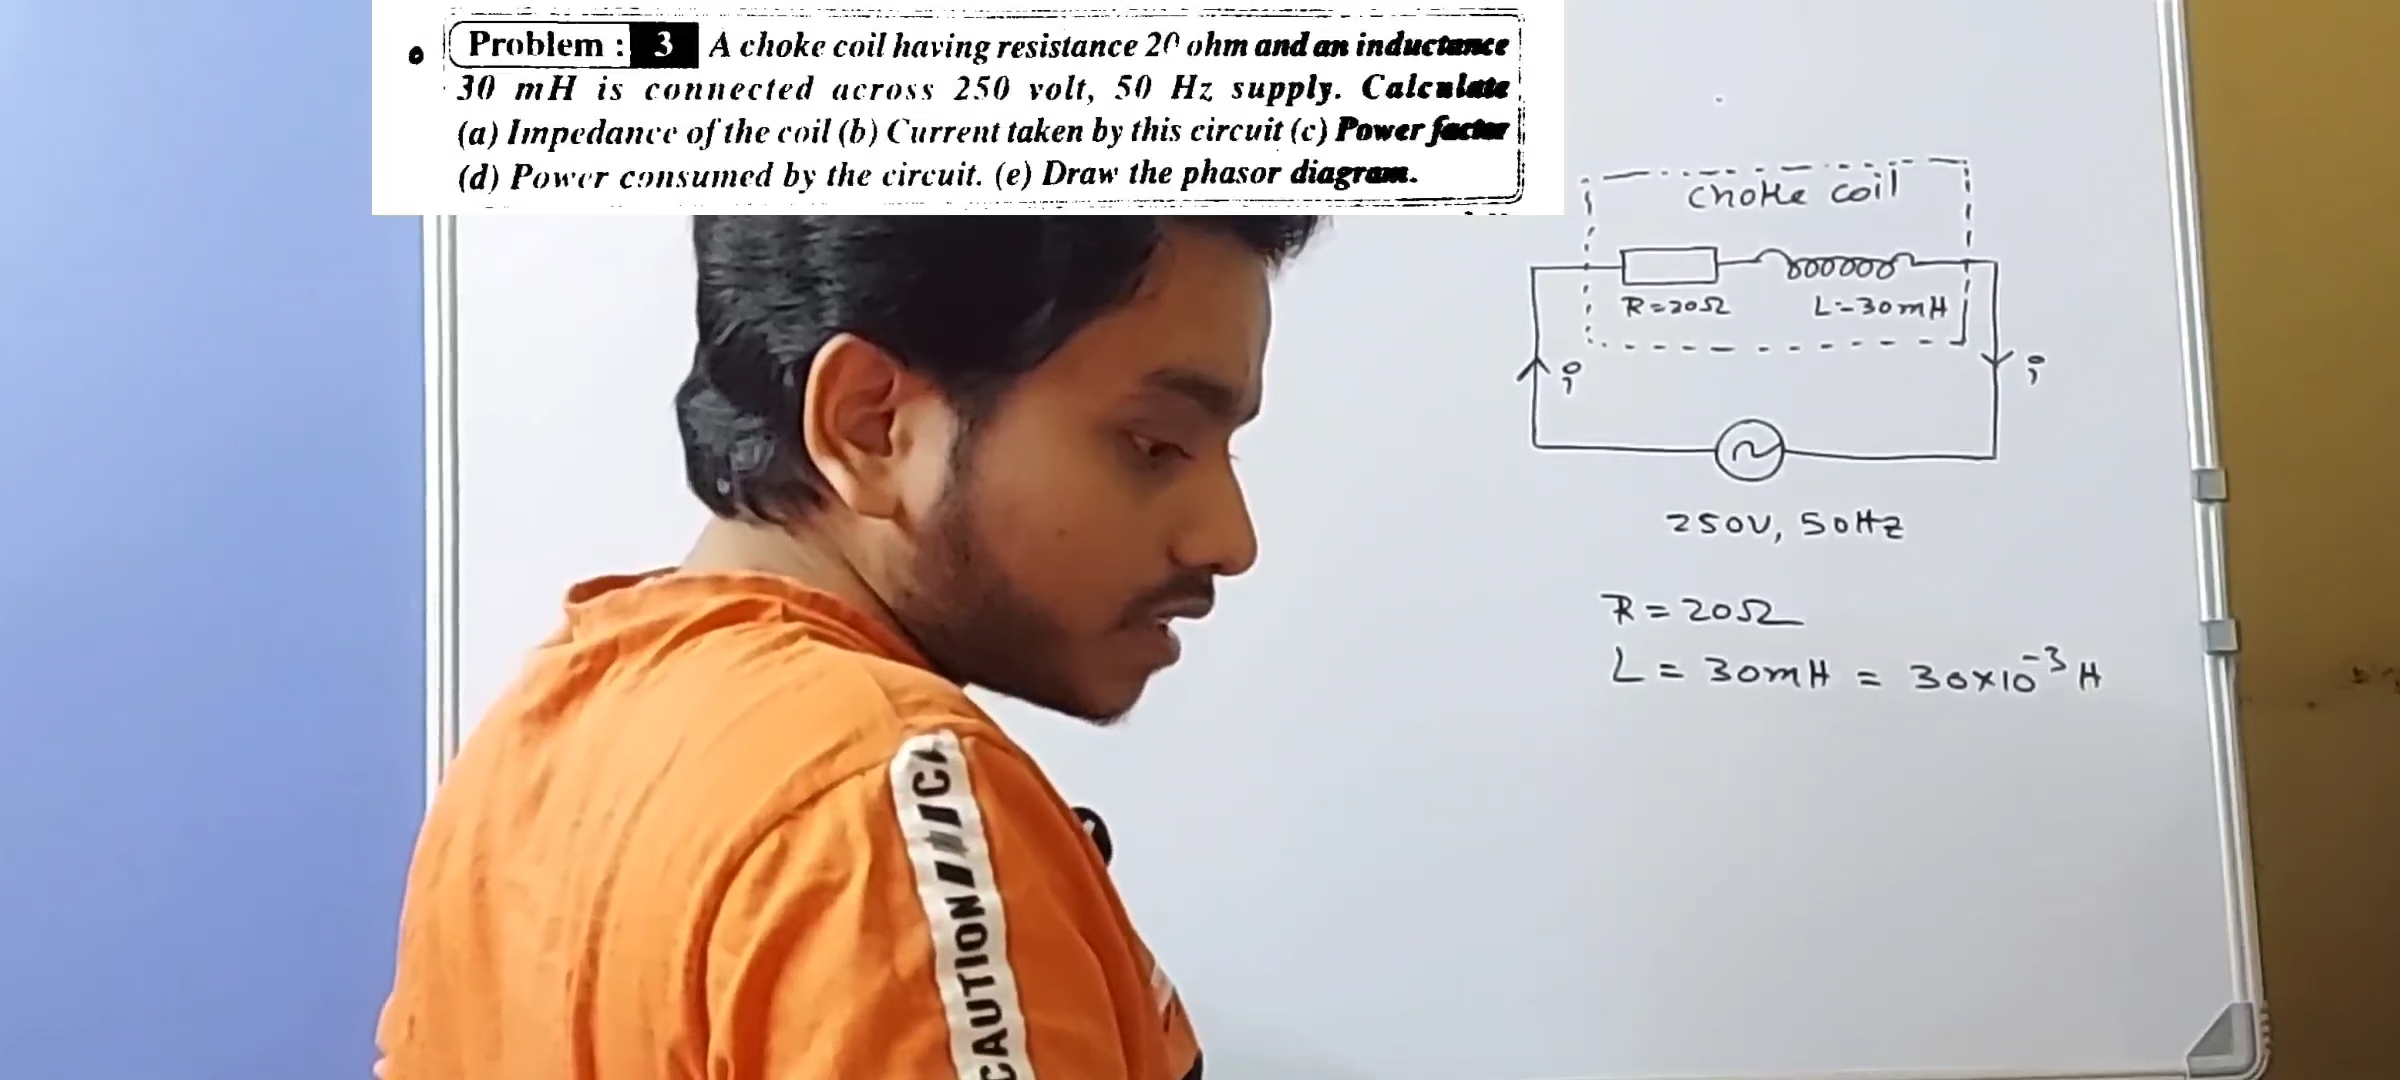 Problem : 3 A choke coil having resistance 20 ohm and an inductance
30 mH is connected across 250 volt, 50 Hz supply. Calculate
(a) Impedance of the coil (b) Current taken by this circuit (c) Power factor
(d) Power consumed by the circuit. (e) Draw the phasor diagram.
choke coil
R=20Ω L=30mH
i i
250V, 50Hz
R = 20Ω
L = 30mH = 30×10⁻³ H
CAUTION